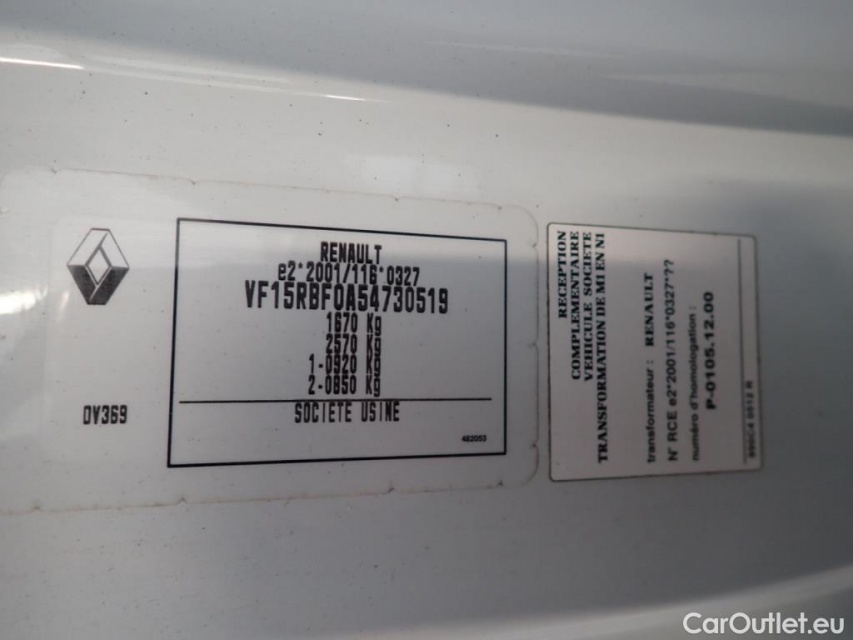 RENAULT
e2*2001/116*0327
VF15RBF0A54730519
1670 Kg
2570 Kg
1-0920 Kg
2-0850 Kg
SOCIETE USINE
482053
DV369
RECEPTION
COMPLEMENTAIRE
VEHICULE SOCIETE
TRANSFORMATION DE M1 EN N1
transformateur : RENAULT
N° RCE e2*2001/116*0327*??
numéro d'homologation :
P-0105.12.00
CarOutlet.eu